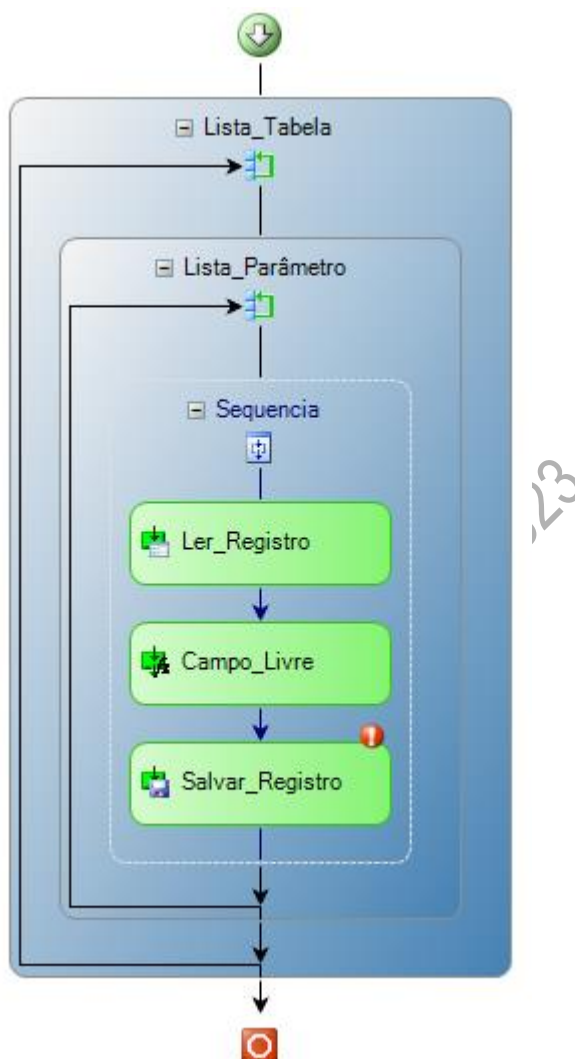 Lista_Tabela
Lista_Parâmetro
Sequencia
Ler_Registro
Campo_Livre
Salvar_Registro